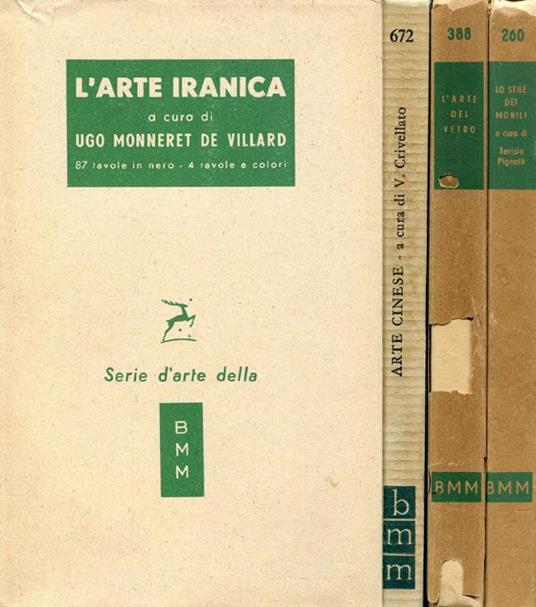 L'ARTE IRANICA
a cura di
UGO MONNERET DE VILLARD
87 tavole in nero - 4 tavole a colori
Serie d'arte della
B
M
M
672
ARTE CINESE - a cura di V. Crivellato
b
m
m
388
L'ARTE
DEL
VETRO
BMM
260
LO STILE
DEI
MOBILI
a cura di
Terisio
Pignatti
BMM